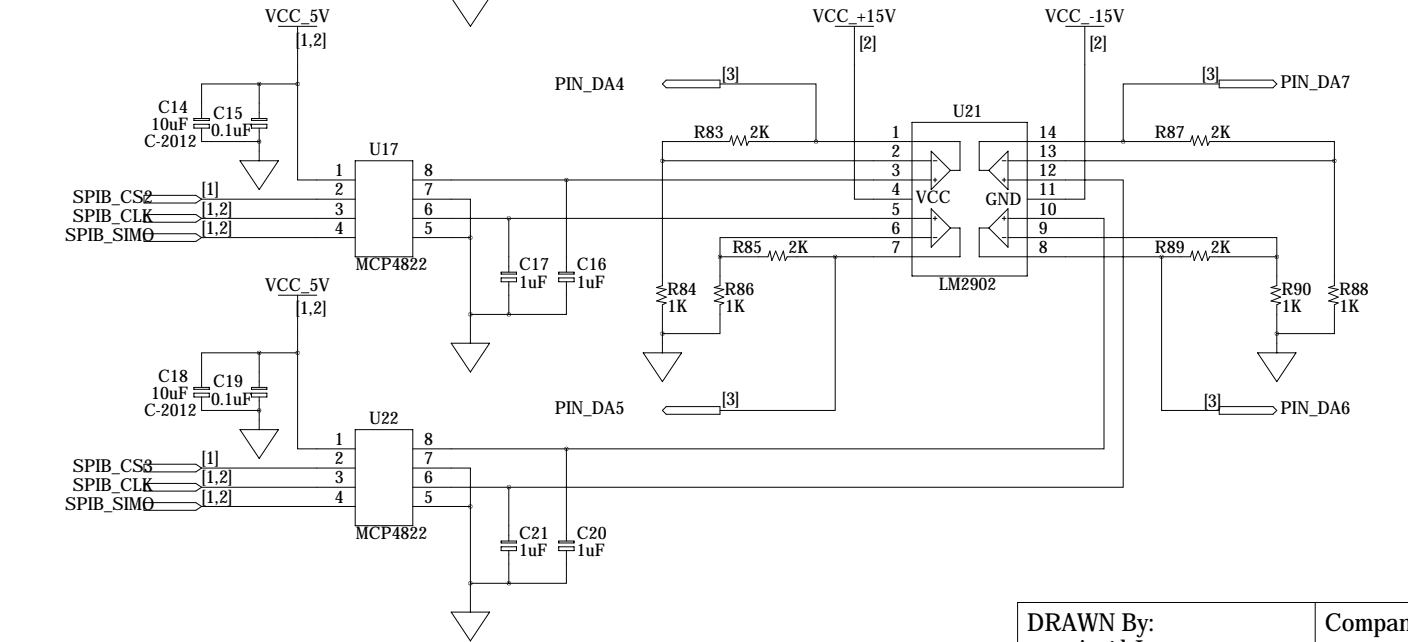 VCC_5V
[1,2]
C14
10uF
C-2012
C15
0.1uF
U17
1
2
3
4
8
7
6
5
MCP4822
SPIB_CS2
[1]
SPIB_CLK
[1,2]
SPIB_SIMO
[1,2]
C17
1uF
C16
1uF
VCC_+15V
[2]
VCC_-15V
[2]
PIN_DA4
[3]
[3]
PIN_DA7
U21
R83
2K
R87
2K
1
2
3
4
5
6
7
14
13
12
11
10
9
8
VCC
GND
LM2902
R85
2K
R89
2K
R84
1K
R86
1K
R90
1K
R88
1K
PIN_DA5
[3]
[3]
PIN_DA6
VCC_5V
[1,2]
C18
10uF
C-2012
C19
0.1uF
U22
1
2
3
4
8
7
6
5
MCP4822
SPIB_CS3
[1]
SPIB_CLK
[1,2]
SPIB_SIMO
[1,2]
C21
1uF
C20
1uF
DRAWN By: